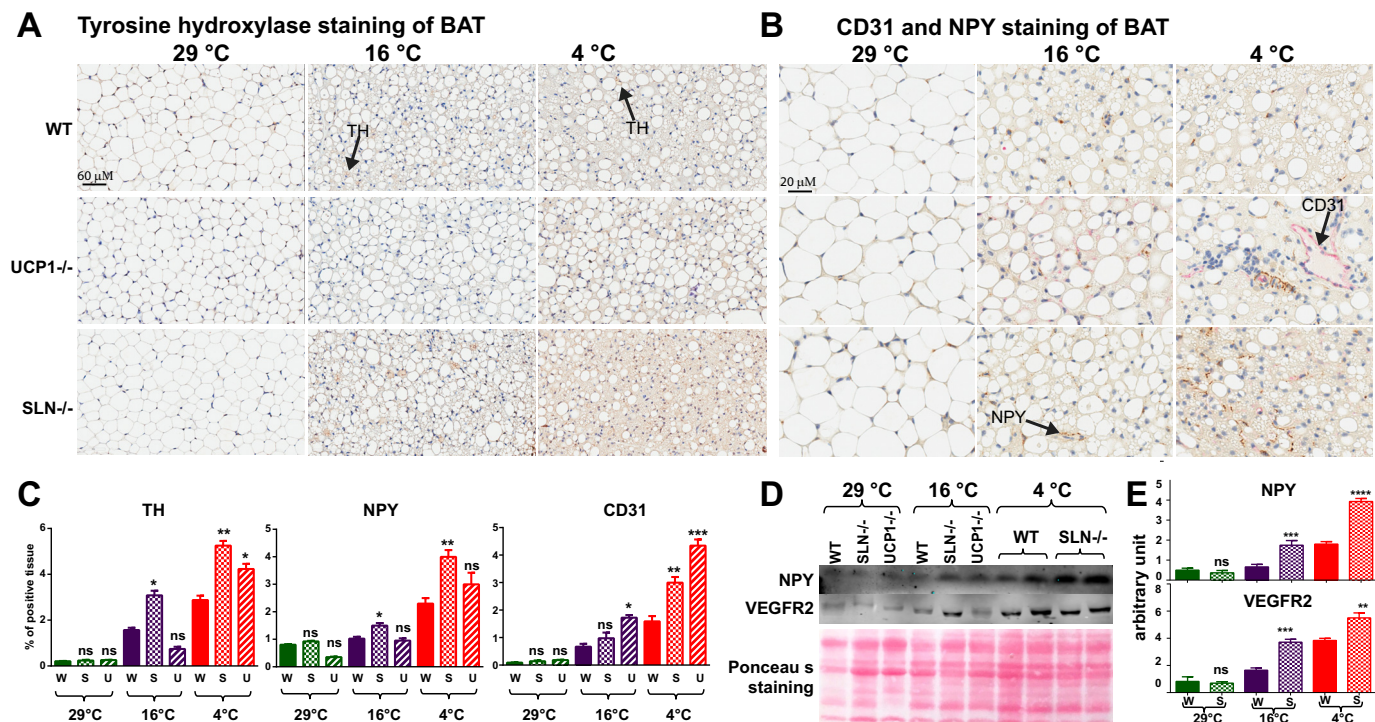 A Tyrosine hydroxylase staining of BAT
29 °C 16 °C 4 °C
WT
TH
TH
60 µM
UCP1-/-
SLN-/-
B CD31 and NPY staining of BAT
29 °C 16 °C 4 °C
20 µM
CD31
NPY
C
TH
% of positive tissue
6
4
2
0
ns ns * ns ** *
W S U W S U W S U
29°C 16°C 4°C
NPY
5
4
3
2
1
0
ns ns * ns ** ns
W S U W S U W S U
29°C 16°C 4°C
CD31
5
4
3
2
1
0
ns ns ns * ** ***
W S U W S U W S U
29°C 16°C 4°C
D 29 °C 16 °C 4 °C
WT SLN-/- UCP1-/- WT SLN-/- UCP1-/- WT SLN-/-
NPY
VEGFR2
Ponceau s
staining
E
arbitrary unit
NPY
5
4
3
2
1
0
ns *** ****
VEGFR2
6
4
2
0
ns *** **
W S W S W S
29°C 16°C 4°C